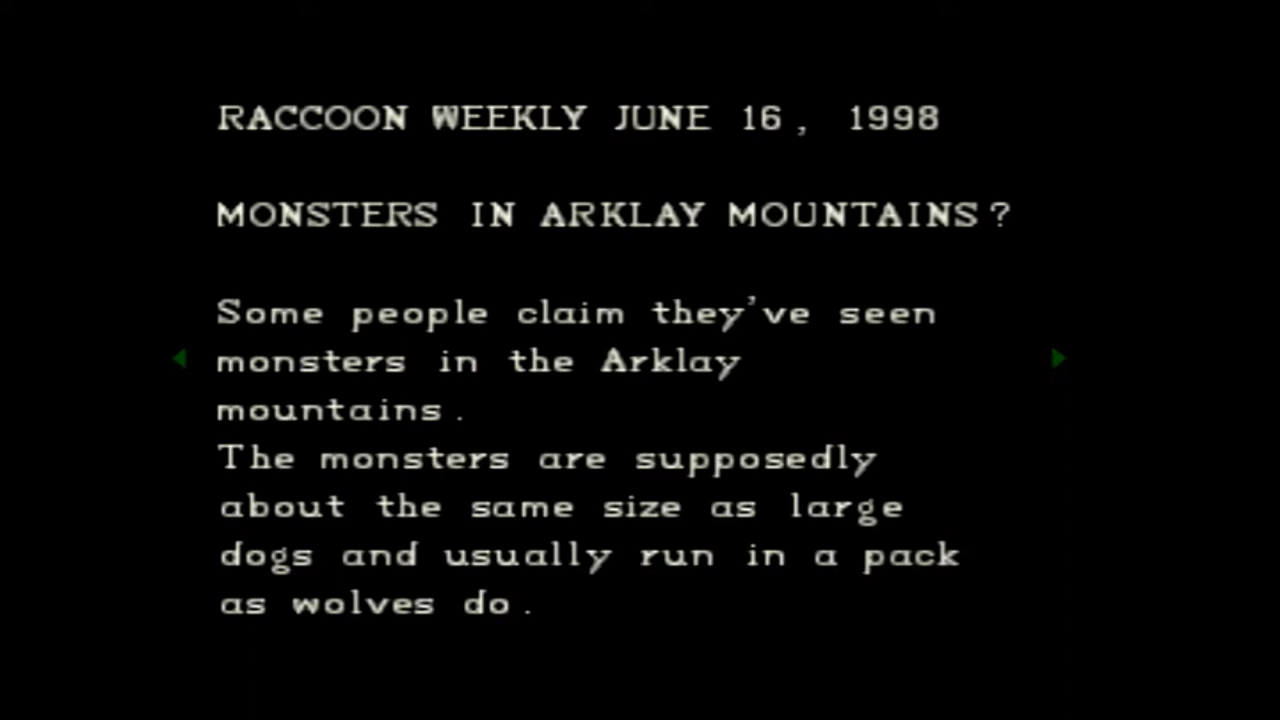 RACCOON WEEKLY JUNE 16, 1998
MONSTERS IN ARKLAY MOUNTAINS?
Some people claim they've seen
monsters in the Arklay
mountains.
The monsters are supposedly
about the same size as large
dogs and usually run in a pack
as wolves do.